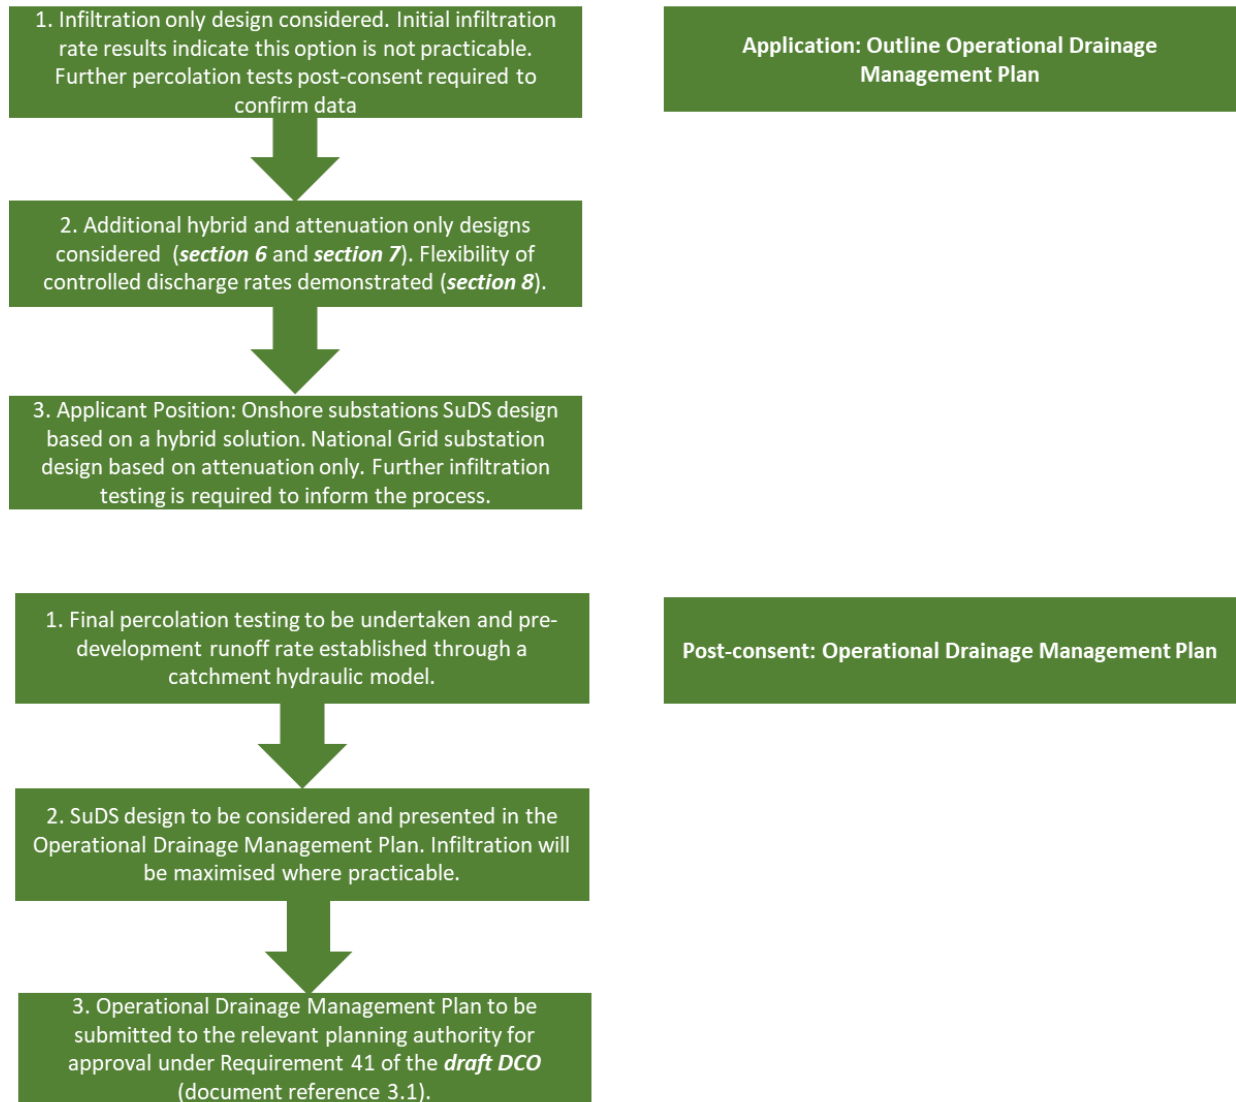 1. Infiltration only design considered. Initial infiltration
rate results indicate this option is not practicable.
Further percolation tests post-consent required to
confirm data
Application: Outline Operational Drainage
Management Plan
2. Additional hybrid and attenuation only designs
considered (section 6 and section 7). Flexibility of
controlled discharge rates demonstrated (section 8).
3. Applicant Position: Onshore substations SuDS design
based on a hybrid solution. National Grid substation
design based on attenuation only. Further infiltration
testing is required to inform the process.
1. Final percolation testing to be undertaken and pre-
development runoff rate established through a
catchment hydraulic model.
Post-consent: Operational Drainage Management Plan
2. SuDS design to be considered and presented in the
Operational Drainage Management Plan. Infiltration will
be maximised where practicable.
3. Operational Drainage Management Plan to be
submitted to the relevant planning authority for
approval under Requirement 41 of the draft DCO
(document reference 3.1).